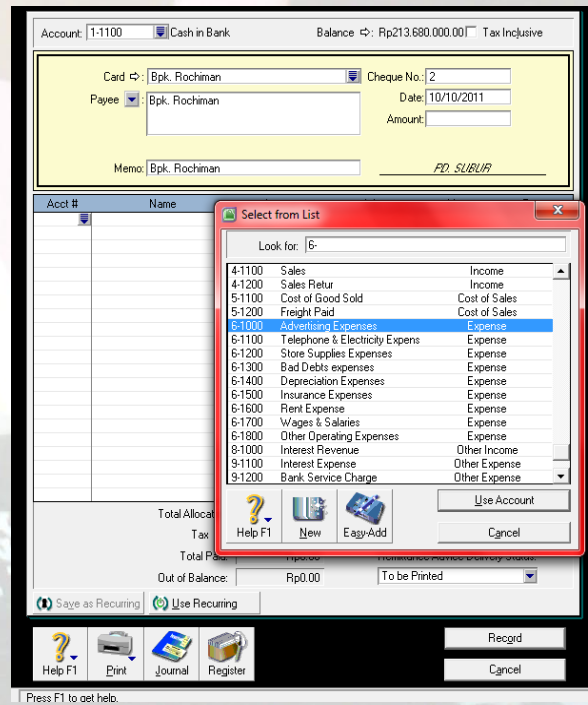 Account: 1-1100 Cash in Bank Balance ⇨: Rp213.680.000.00 Tax Inclusive
Card ⇨: Bpk. Rochiman Cheque No.: 2
Payee : Bpk. Rochiman Date: 10/10/2011
Amount:
Memo: Bpk. Rochiman PD. SUBUR
Acct # Name
Select from List
Look for: 6-
4-1100 Sales Income
4-1200 Sales Retur Income
5-1100 Cost of Good Sold Cost of Sales
5-1200 Freight Paid Cost of Sales
6-1000 Advertising Expenses Expense
6-1100 Telephone & Electricity Expens Expense
6-1200 Store Supplies Expenses Expense
6-1300 Bad Debts expenses Expense
6-1400 Depreciation Expenses Expense
6-1500 Insurance Expenses Expense
6-1600 Rent Expense Expense
6-1700 Wages & Salaries Expense
6-1800 Other Operating Expenses Expense
8-1000 Interest Revenue Other Income
9-1100 Interest Expense Other Expense
9-1200 Bank Service Charge Other Expense
Use Account
Help F1 New Easy-Add Cancel
Total Allocat
Tax
Total Paid:
Out of Balance: Rp0.00 To be Printed
Save as Recurring Use Recurring
Record
Help F1 Print Journal Register Cancel
Press F1 to get help.